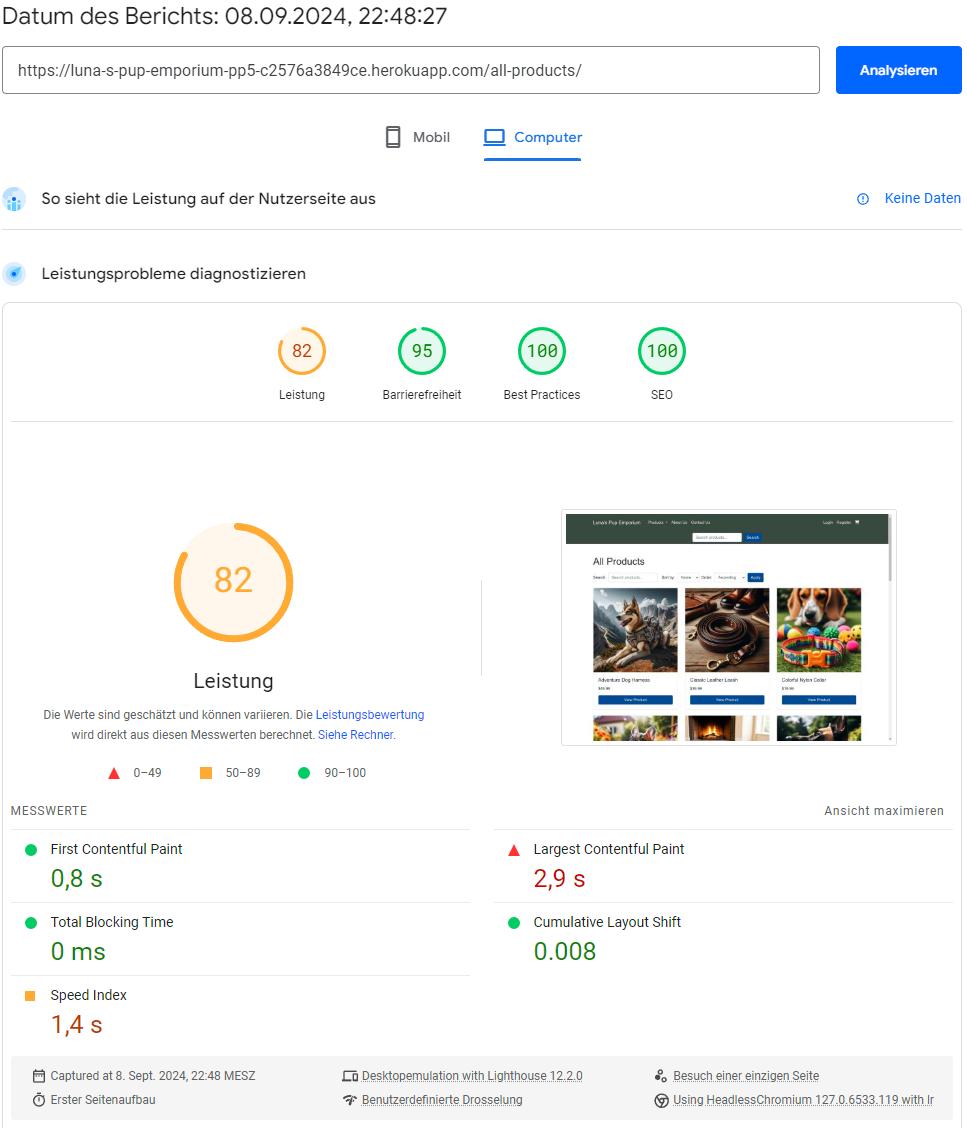 Datum des Berichts: 08.09.2024, 22:48:27
https://luna-s-pup-emporium-pp5-c2576a3849ce.herokuapp.com/all-products/
Analysieren
Mobil
Computer
So sieht die Leistung auf der Nutzerseite aus
Keine Daten
Leistungsprobleme diagnostizieren
82
95
100
100
Leistung
Barrierefreiheit
Best Practices
SEO
82
Leistung
Die Werte sind geschätzt und können variieren. Die Leistungsbewertung
wird direkt aus diesen Messwerten berechnet. Siehe Rechner.
0–49
50–89
90–100
Luna's Pup Emporium Products About Us Contact Us Login Register
Search products... Search
All Products
Search Search products... Sort by: Name Order: Ascending Apply
Adventure Dog Harness
Classic Leather Leash
Colorful Nylon Collar
View Product
View Product
View Product
MESSWERTE
Ansicht maximieren
First Contentful Paint
0,8 s
Largest Contentful Paint
2,9 s
Total Blocking Time
0 ms
Cumulative Layout Shift
0.008
Speed Index
1,4 s
Captured at 8. Sept. 2024, 22:48 MESZ
Desktopemulation with Lighthouse 12.2.0
Besuch einer einzigen Seite
Erster Seitenaufbau
Benutzerdefinierte Drosselung
Using HeadlessChromium 127.0.6533.119 with lr